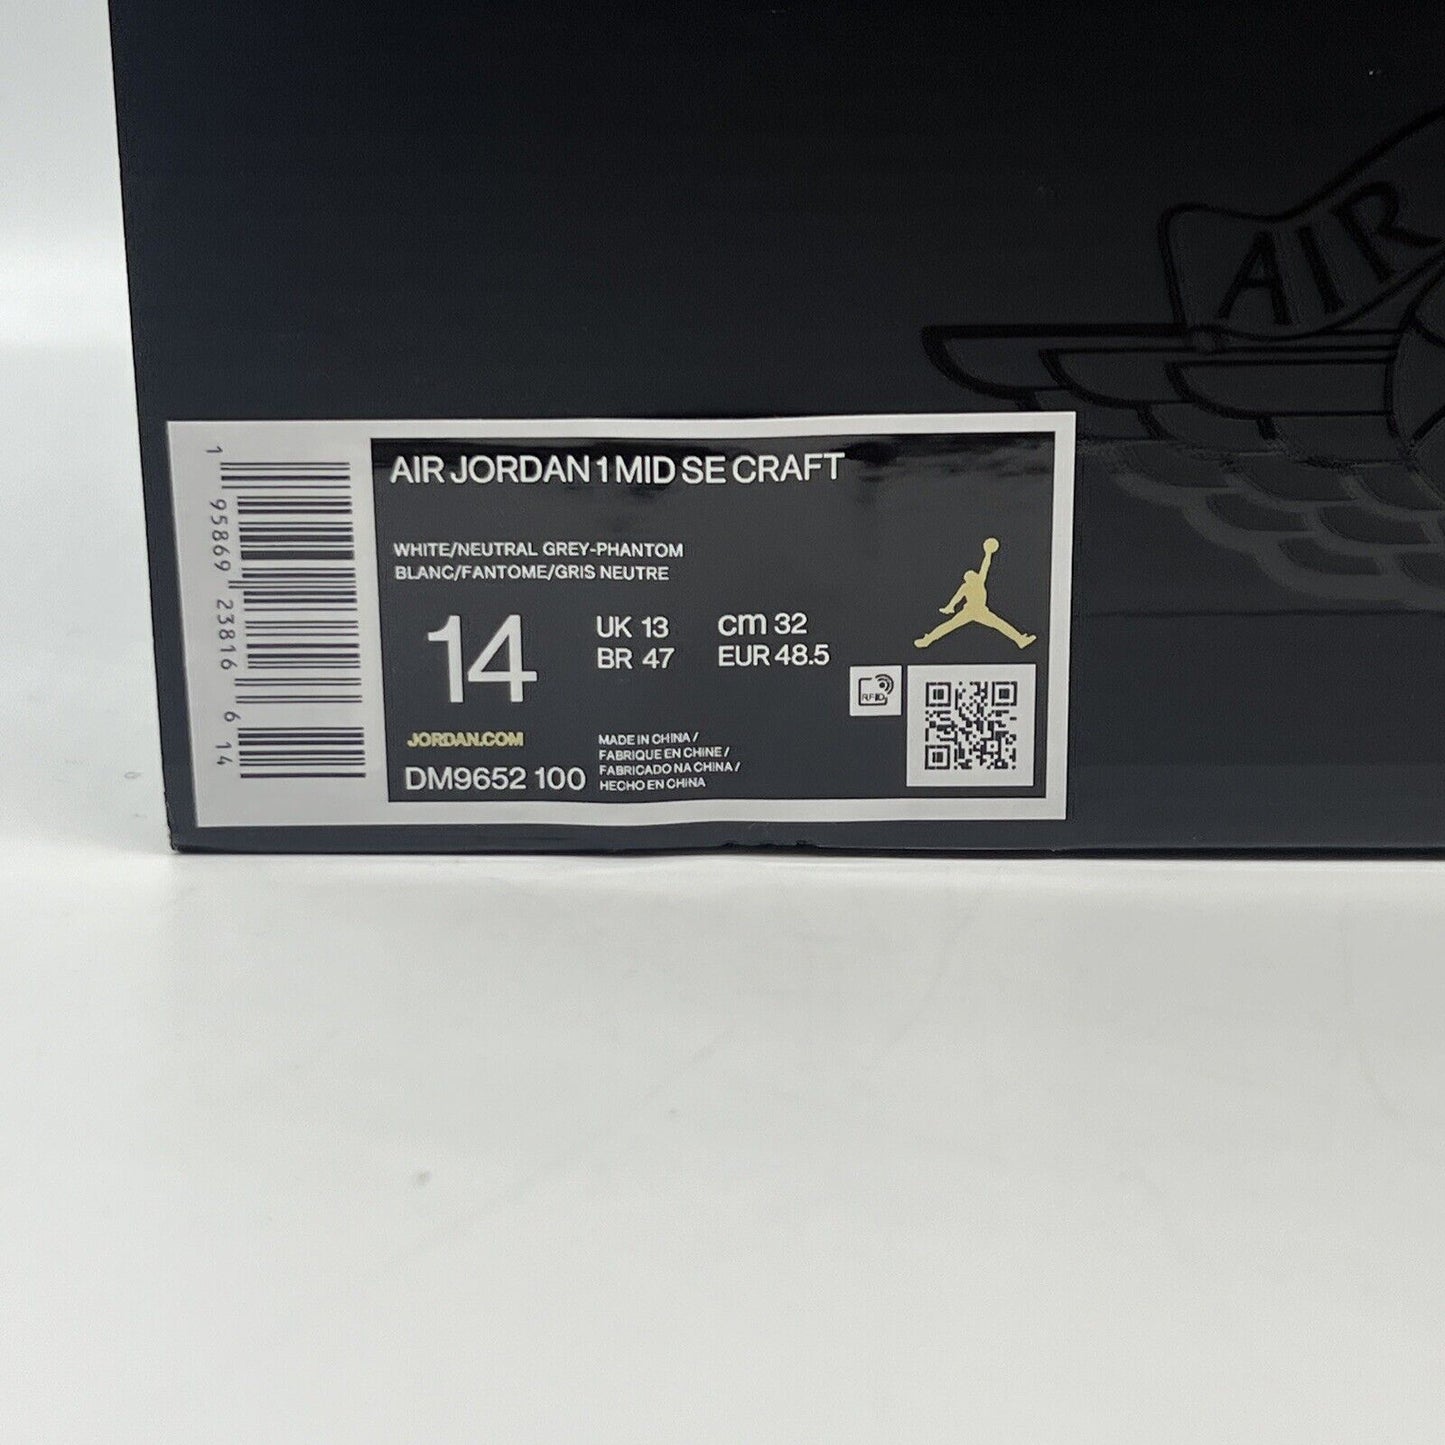 AIR
AIR JORDAN 1 MID SE CRAFT
WHITE/NEUTRAL GREY-PHANTOM
BLANC/FANTOME/GRIS NEUTRE
14
UK 13
cm 32
BR 47
EUR 48.5
RFID
JORDAN.COM
DM9652 100
MADE IN CHINA /
FABRIQUE EN CHINE /
FABRICADO NA CHINA /
HECHO EN CHINA
1 95869 23816 6 14